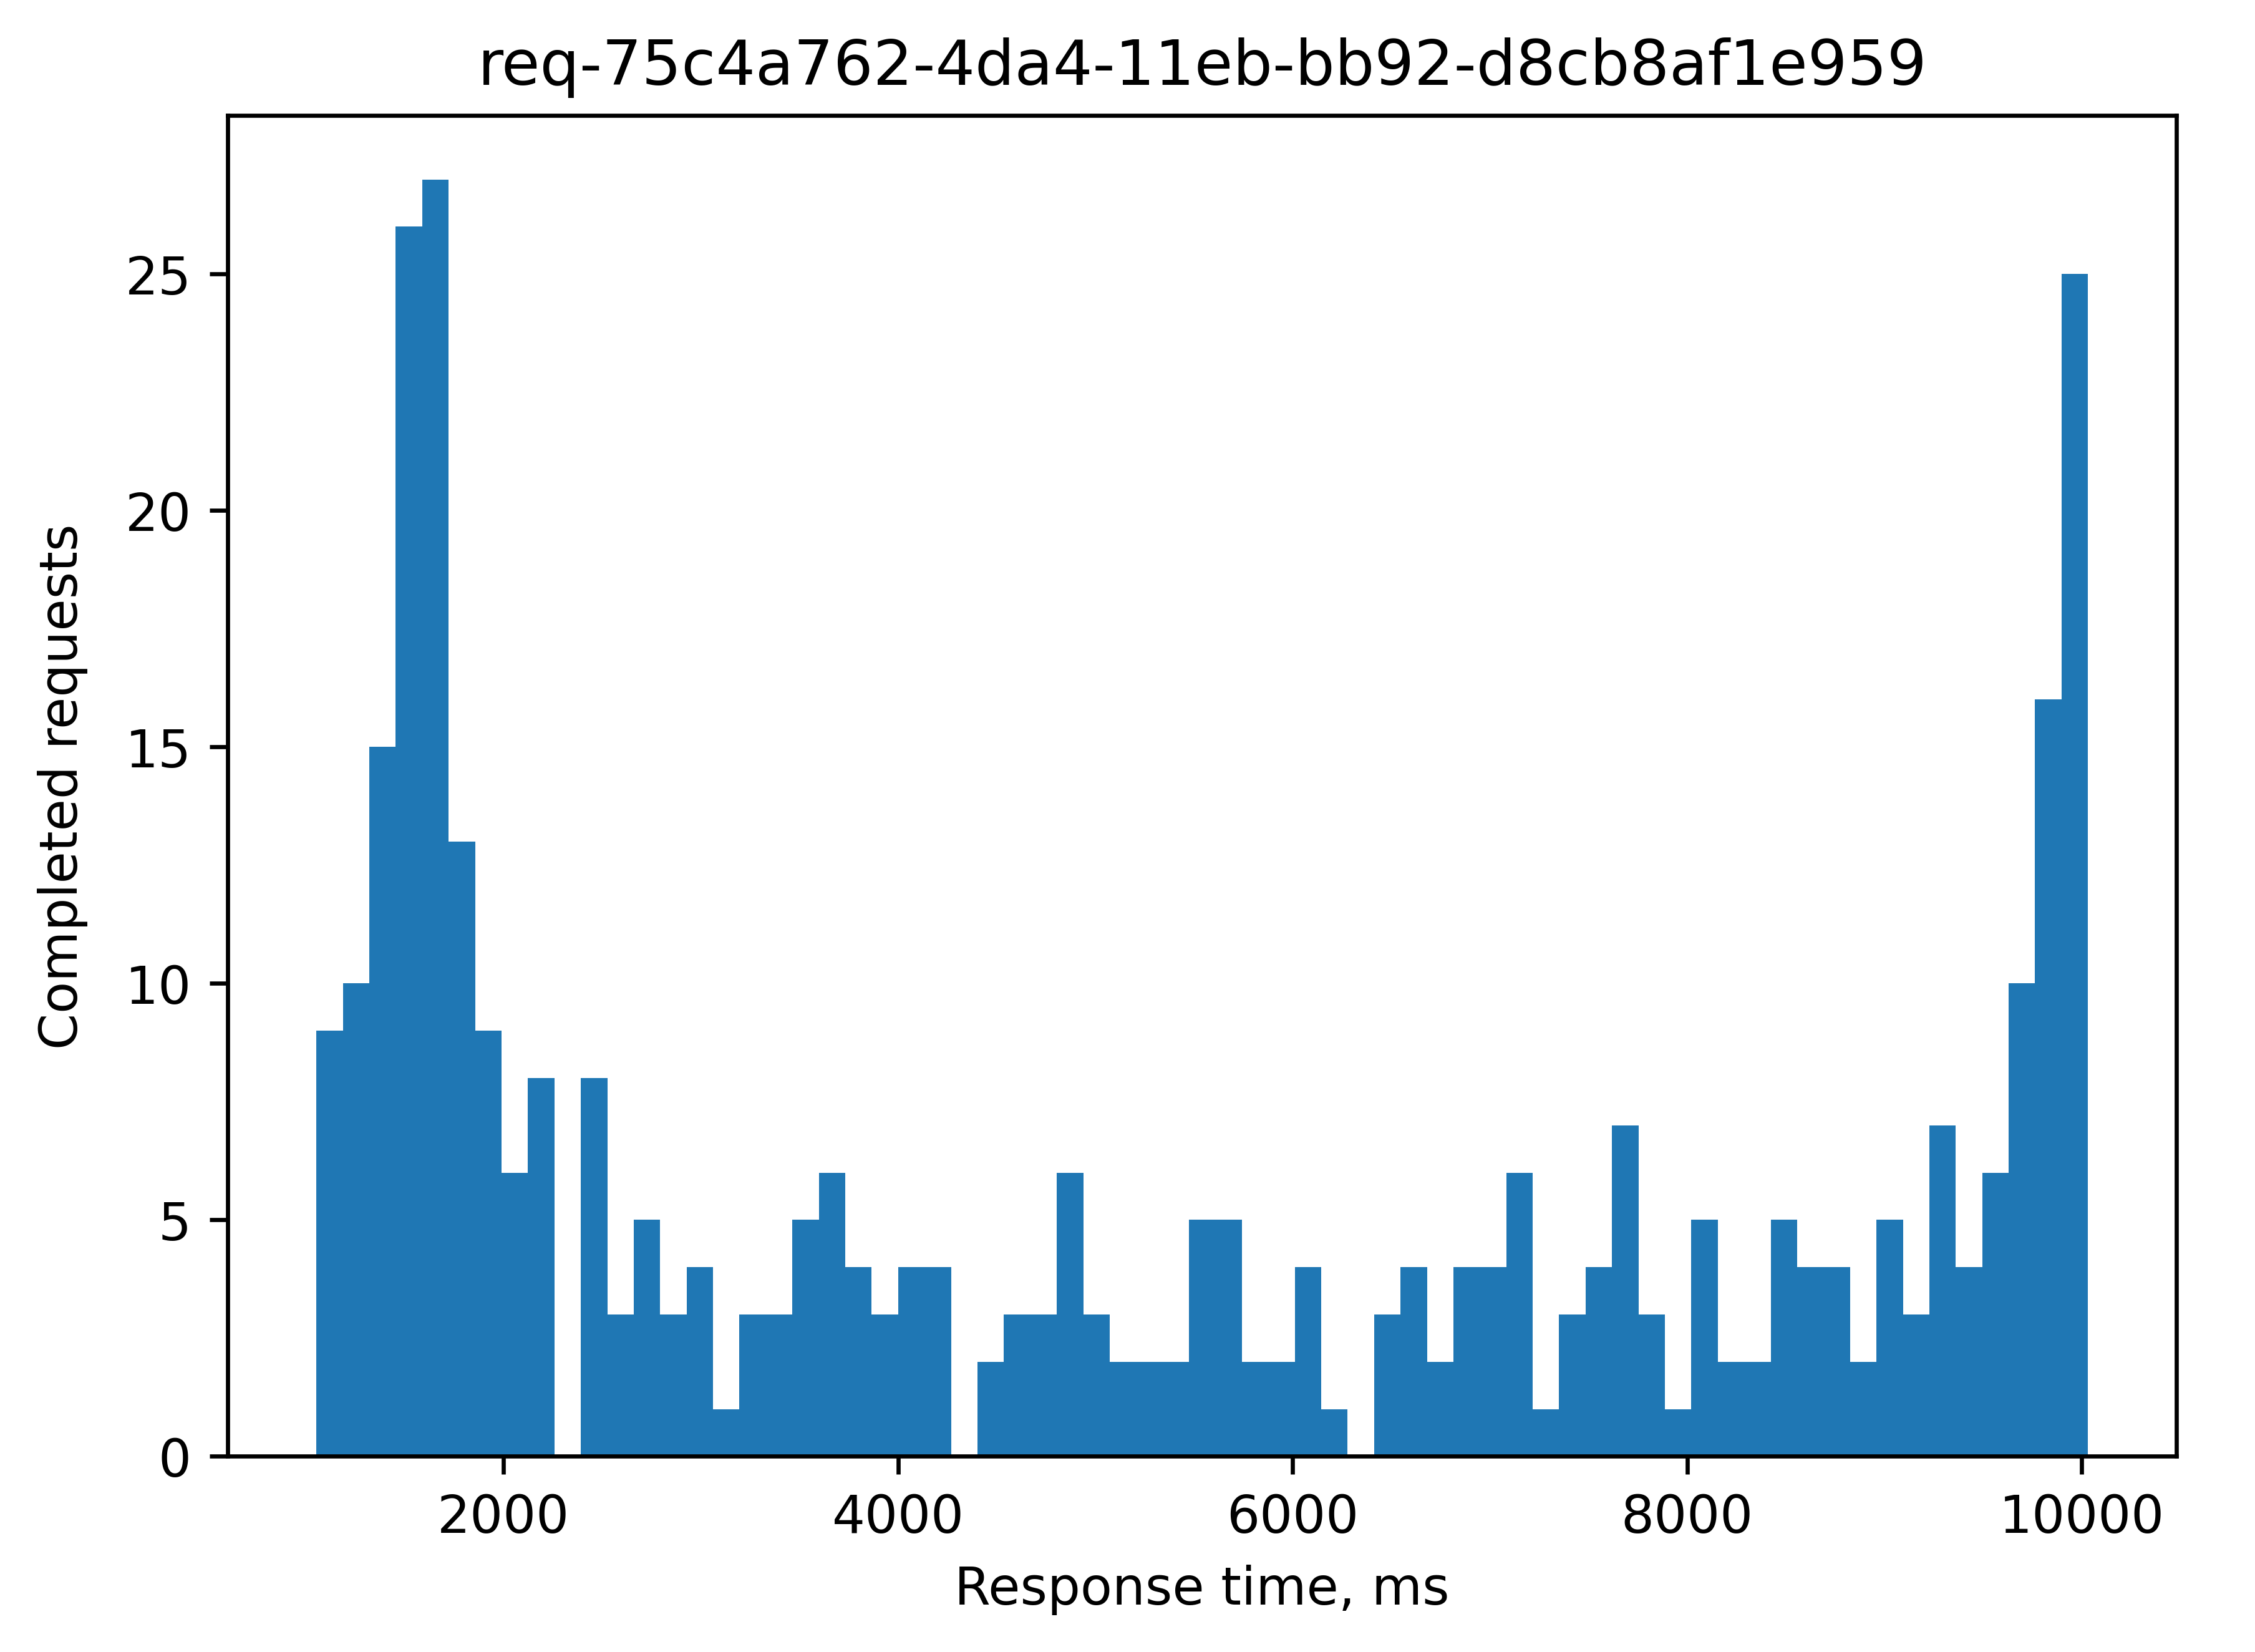 req-75c4a762-4da4-11eb-bb92-d8cb8af1e959
Completed requests
25
20
15
10
5
0
2000 4000 6000 8000 10000
Response time, ms